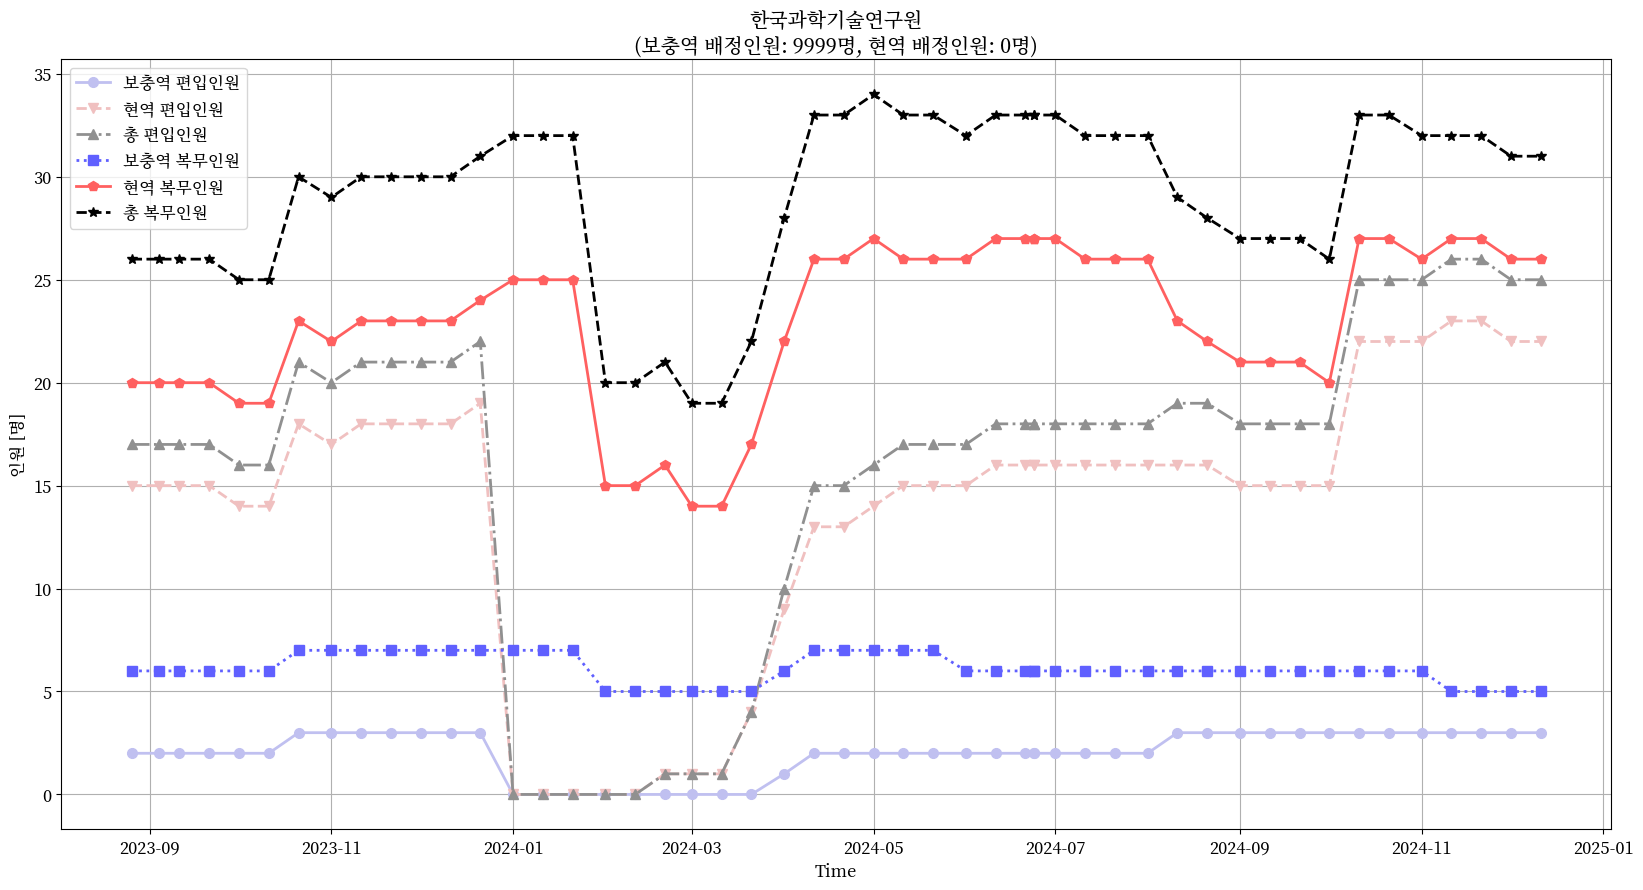 한국과학기술연구원
(보충역 배정인원: 9999명, 현역 배정인원: 0명)
보충역 편입인원
현역 편입인원
총 편입인원
보충역 복무인원
현역 복무인원
총 복무인원
인원 [명]
35
30
25
20
15
10
5
0
2023-09 2023-11 2024-01 2024-03 2024-05 2024-07 2024-09 2024-11 2025-01
Time